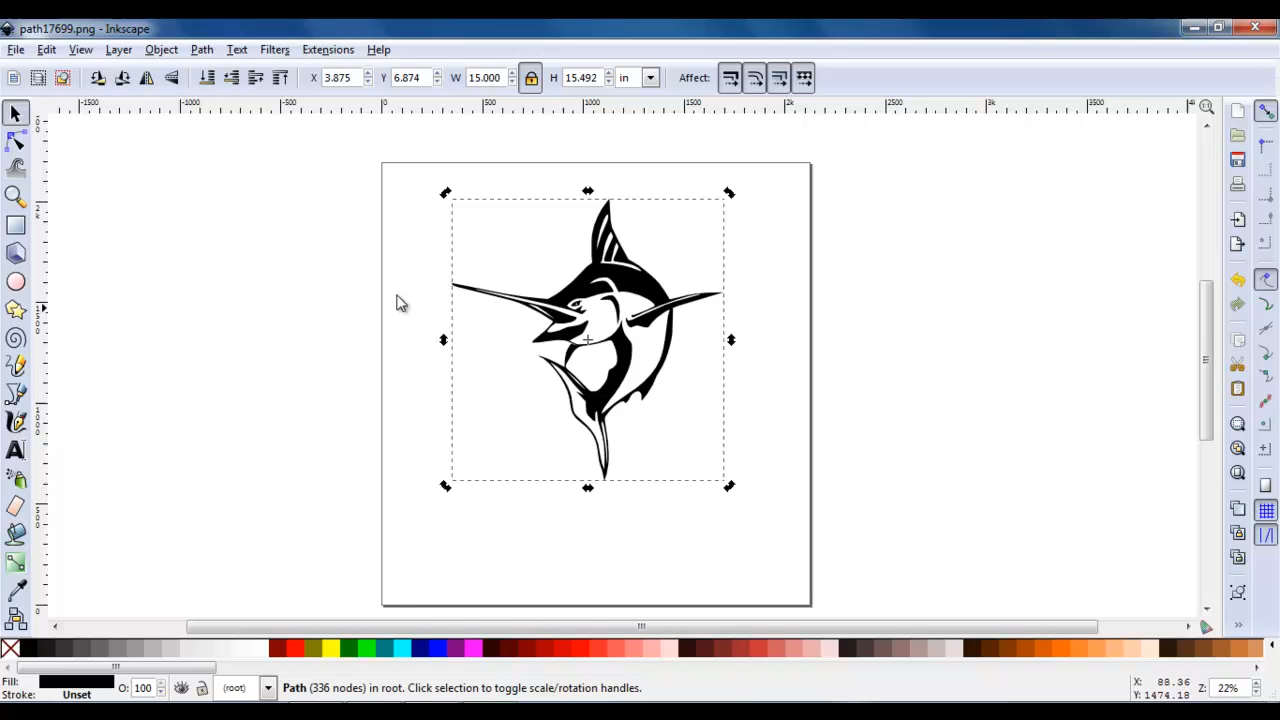 path17699.png - Inkscape
File Edit View Layer Object Path Text Filters Extensions Help
X 3.875 Y 6.874 W 15.000 H 15.492 in Affect:
-1500 -1000 -500 0 500 1000 1500 2k 2500 3k 3500
Fill:
Stroke: Unset
O: 100
(root)
Path (336 nodes) in root. Click selection to toggle scale/rotation handles.
X: 88.36
Y: 1474.18
Z: 22%